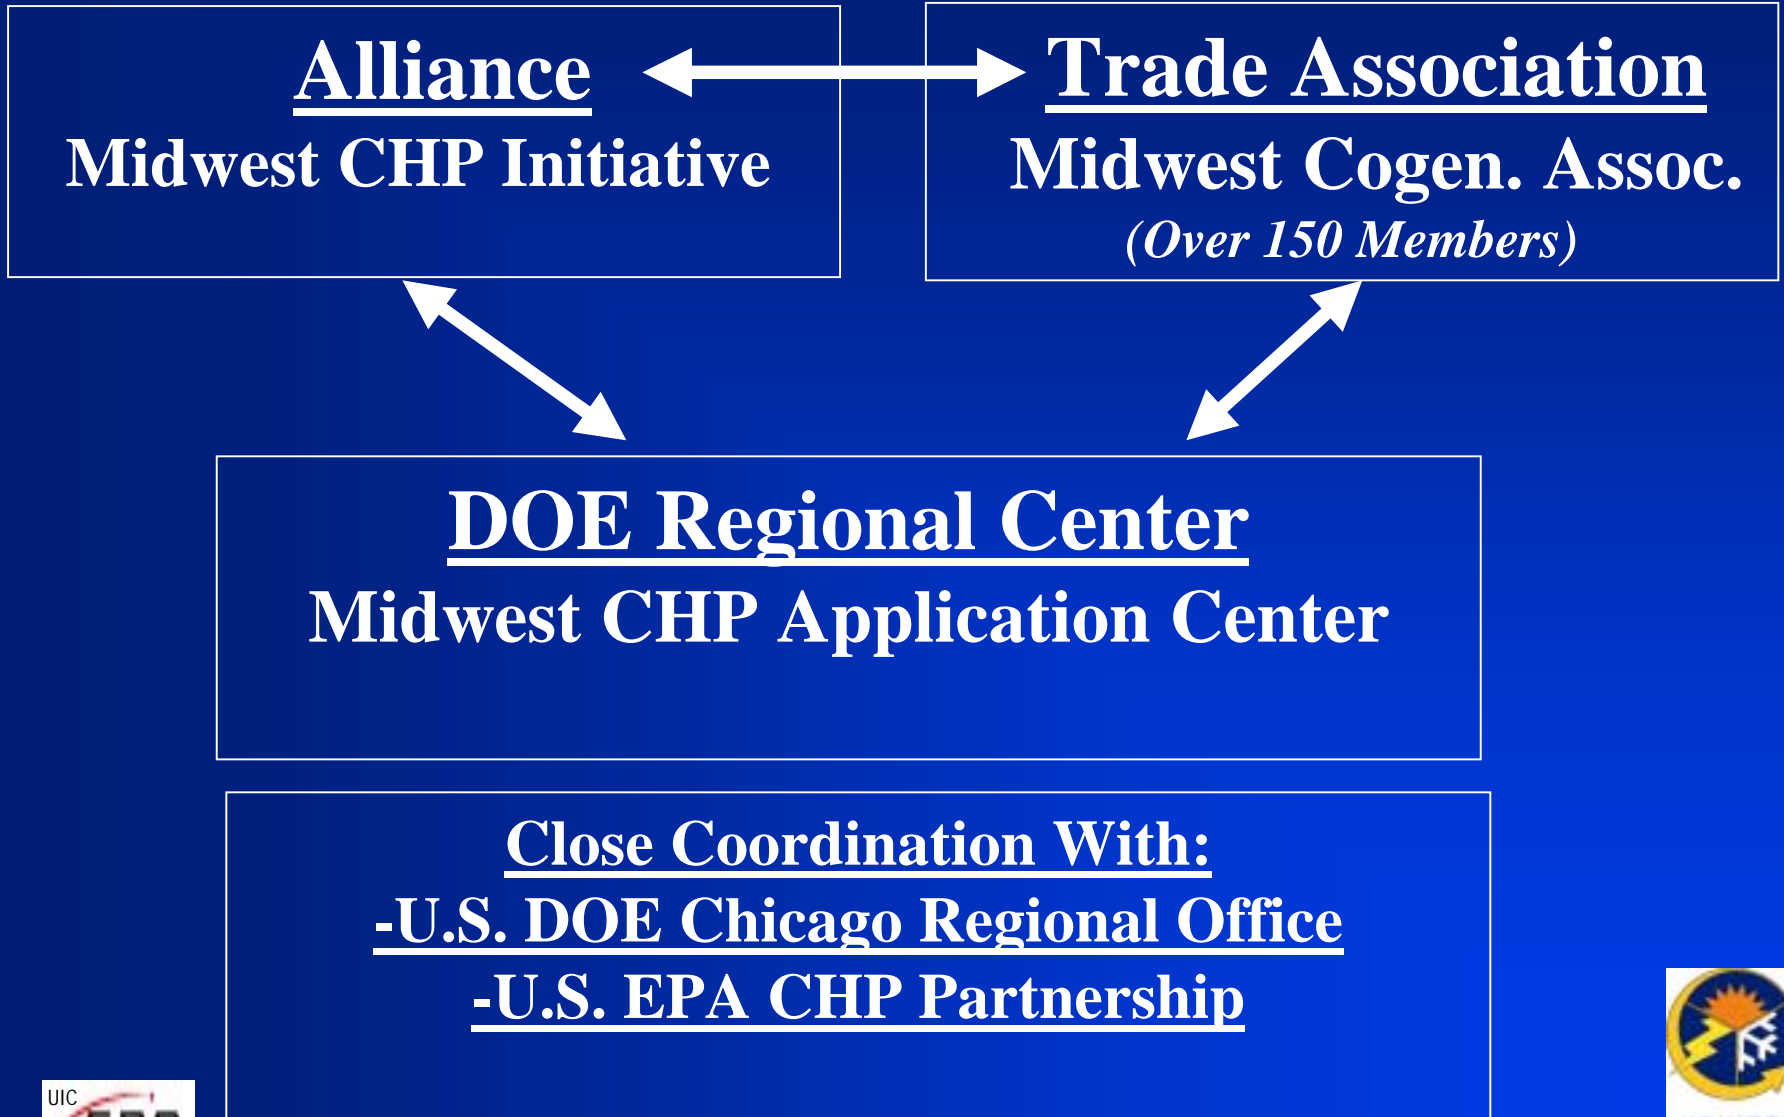 Alliance
Midwest CHP Initiative
Trade Association
Midwest Cogen. Assoc.
(Over 150 Members)
DOE Regional Center
Midwest CHP Application Center
Close Coordination With:
-U.S. DOE Chicago Regional Office
-U.S. EPA CHP Partnership
UIC